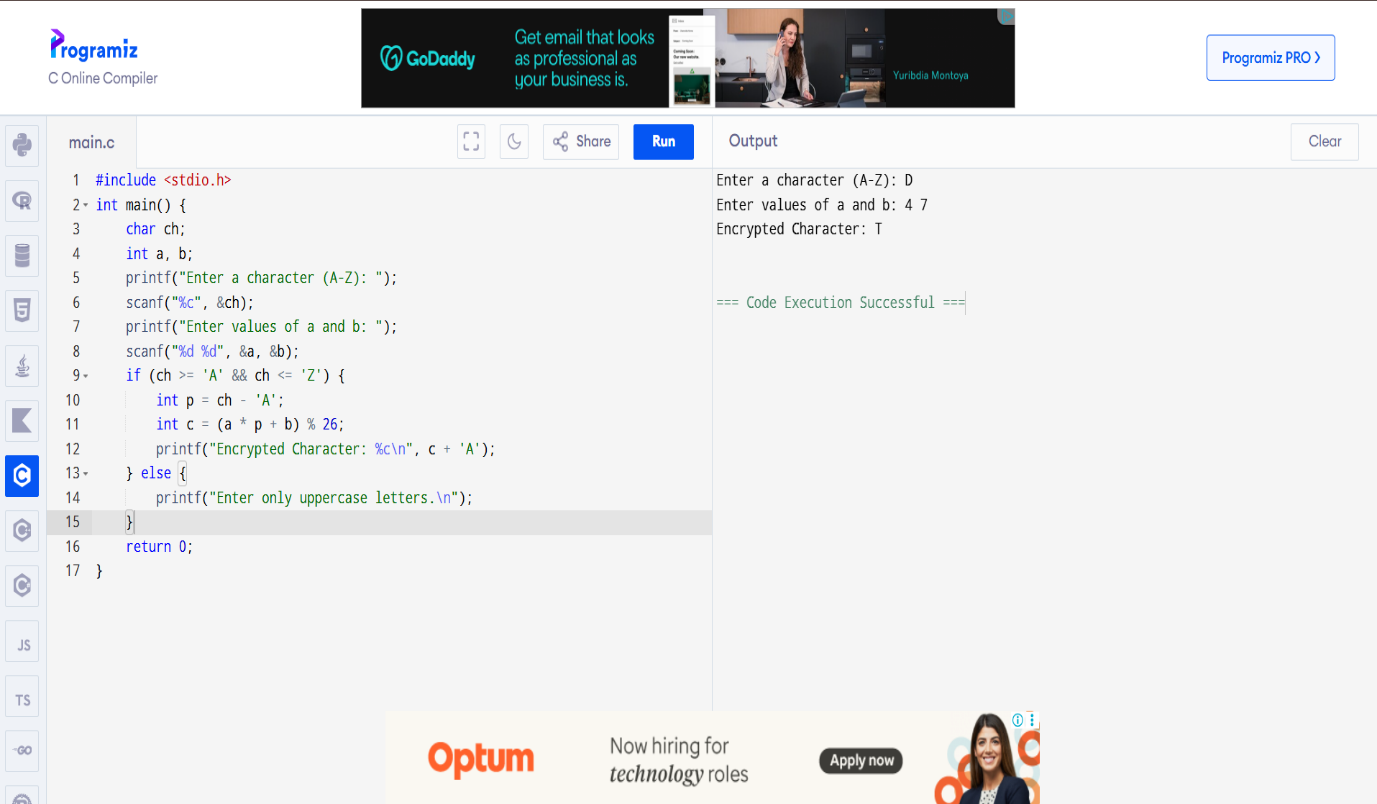 Programiz
C Online Compiler
GoDaddy
Get email that looks
as professional as
your business is.
Yuribdia Montoya
Programiz PRO ›
main.c
Share
Run
Output
Clear
1 #include <stdio.h>
2 int main() {
3 char ch;
4 int a, b;
5 printf("Enter a character (A-Z): ");
6 scanf("%c", &ch);
7 printf("Enter values of a and b: ");
8 scanf("%d %d", &a, &b);
9 if (ch >= 'A' && ch <= 'Z') {
10 int p = ch - 'A';
11 int c = (a * p + b) % 26;
12 printf("Encrypted Character: %c\n", c + 'A');
13 } else {
14 printf("Enter only uppercase letters.\n");
15 }
16 return 0;
17 }
Enter a character (A-Z): D
Enter values of a and b: 4 7
Encrypted Character: T
=== Code Execution Successful ===
JS
TS
GO
Optum
Now hiring for
technology roles
Apply now